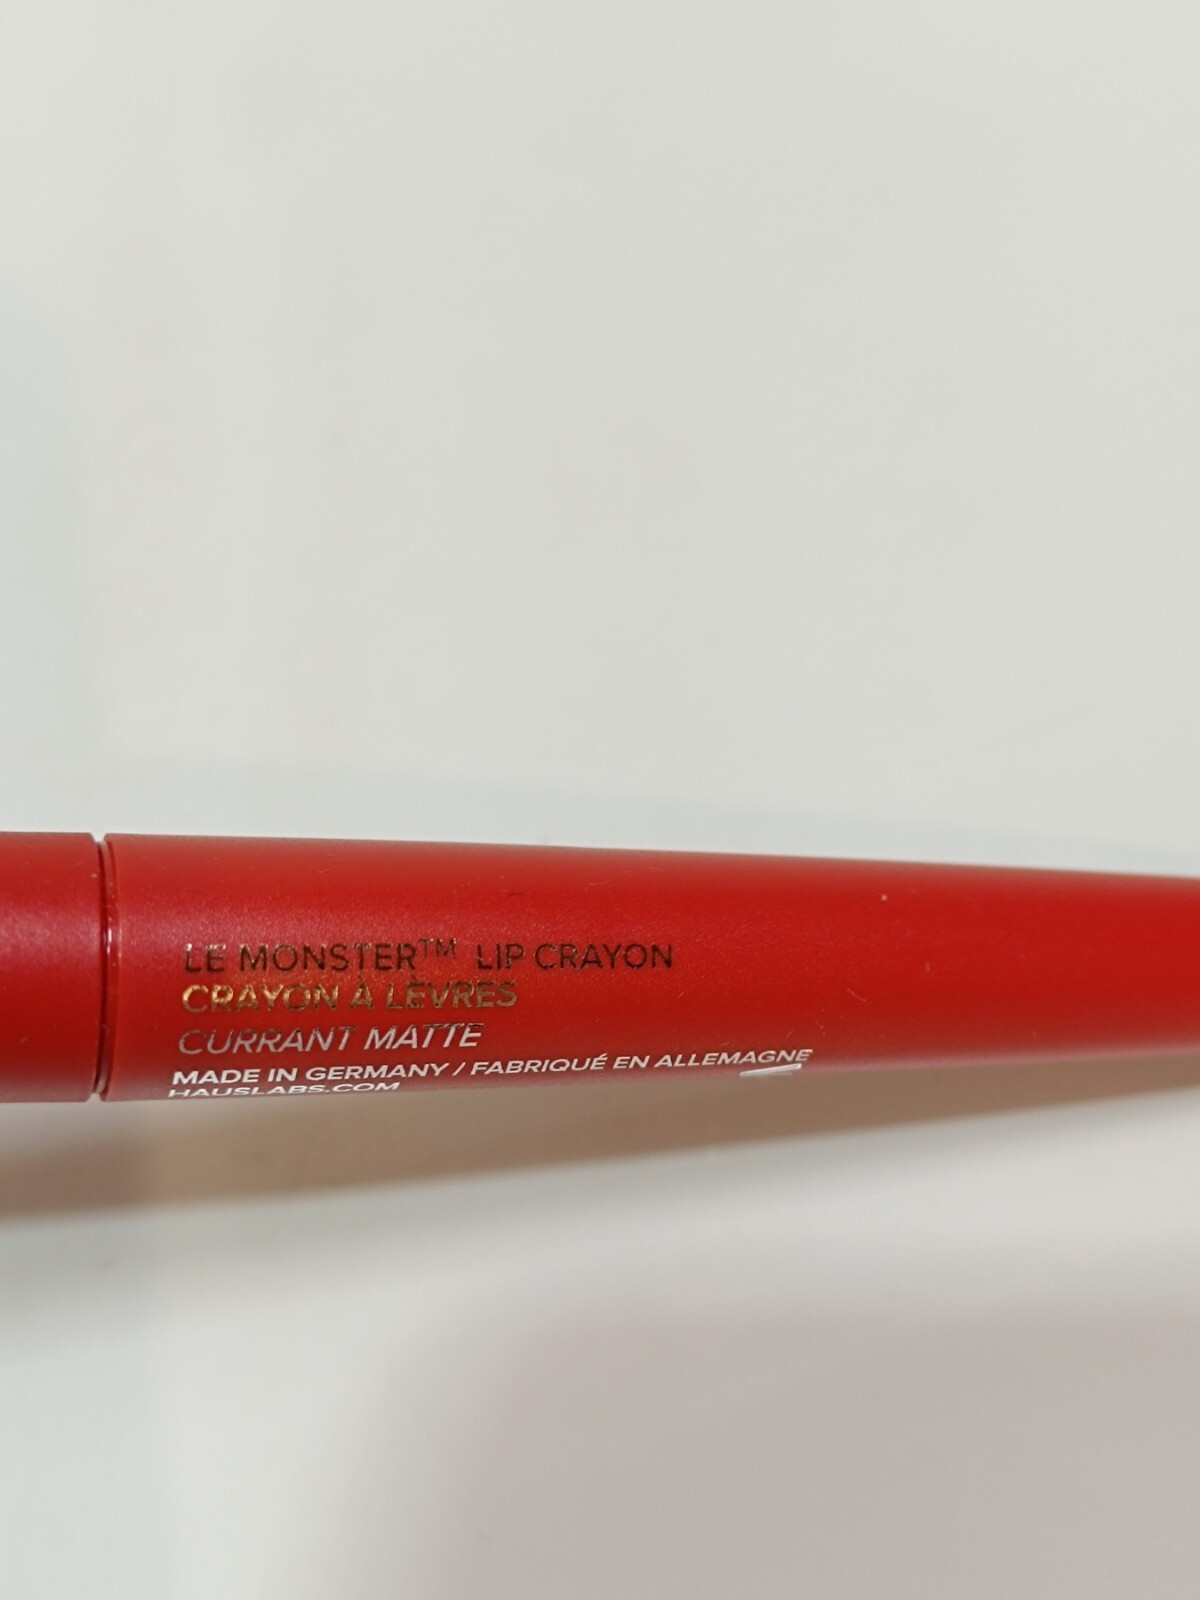 LE MONSTER™ LIP CRAYON
CRAYON À LÈVRES
CURRANT MATTE
MADE IN GERMANY / FABRIQUÉ EN ALLEMAGNE
HAUSLABS.COM